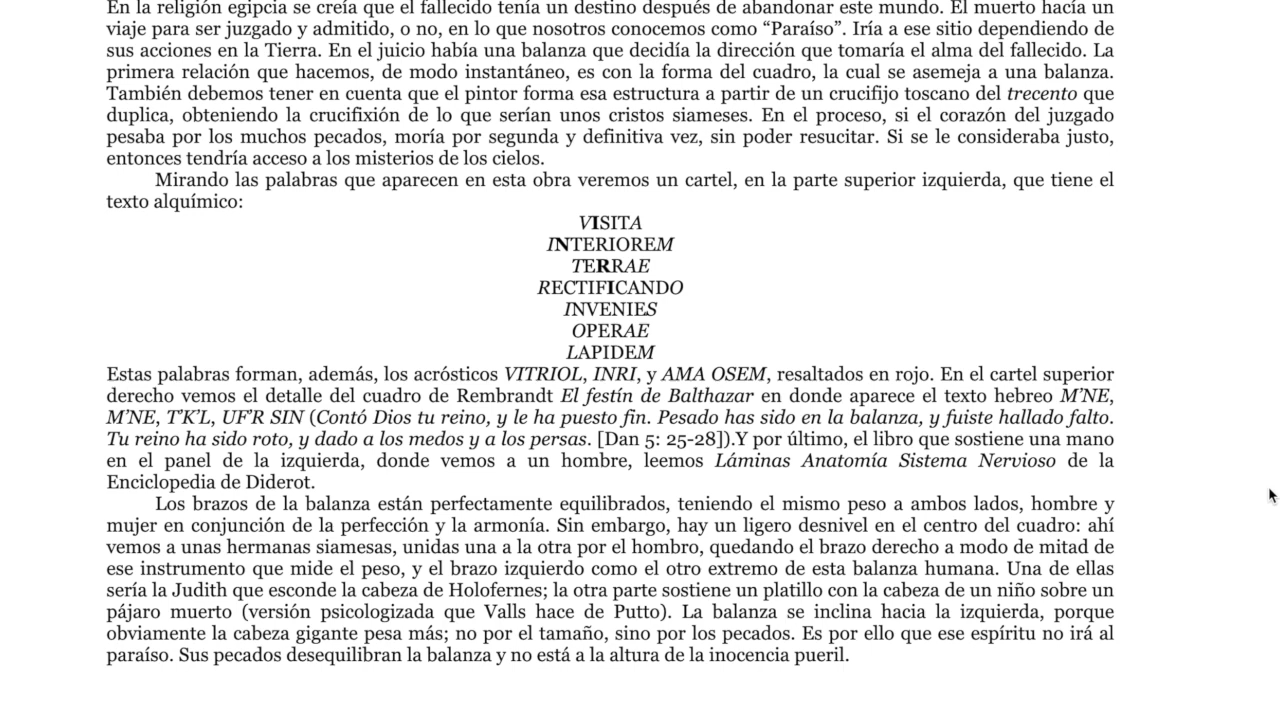 En la religión egipcia se creía que el fallecido tenía un destino después de abandonar este mundo. El muerto hacía un
viaje para ser juzgado y admitido, o no, en lo que nosotros conocemos como “Paraíso”. Iría a ese sitio dependiendo de
sus acciones en la Tierra. En el juicio había una balanza que decidía la dirección que tomaría el alma del fallecido. La
primera relación que hacemos, de modo instantáneo, es con la forma del cuadro, la cual se asemeja a una balanza.
También debemos tener en cuenta que el pintor forma esa estructura a partir de un crucifijo toscano del trecento que
duplica, obteniendo la crucifixión de lo que serían unos cristos siameses. En el proceso, si el corazón del juzgado
pesaba por los muchos pecados, moría por segunda y definitiva vez, sin poder resucitar. Si se le consideraba justo,
entonces tendría acceso a los misterios de los cielos.
Mirando las palabras que aparecen en esta obra veremos un cartel, en la parte superior izquierda, que tiene el
texto alquímico:
VISITA
INTERIOREM
TERRAE
RECTIFICANDO
INVENIES
OPERAE
LAPIDEM
Estas palabras forman, además, los acrósticos VITRIOL, INRI, y AMA OSEM, resaltados en rojo. En el cartel superior
derecho vemos el detalle del cuadro de Rembrandt El festín de Balthazar en donde aparece el texto hebreo M’NE,
M’NE, T’K’L, UF’R SIN (Contó Dios tu reino, y le ha puesto fin. Pesado has sido en la balanza, y fuiste hallado falto.
Tu reino ha sido roto, y dado a los medos y a los persas. [Dan 5: 25-28]).Y por último, el libro que sostiene una mano
en el panel de la izquierda, donde vemos a un hombre, leemos Láminas Anatomía Sistema Nervioso de la
Enciclopedia de Diderot.
Los brazos de la balanza están perfectamente equilibrados, teniendo el mismo peso a ambos lados, hombre y
mujer en conjunción de la perfección y la armonía. Sin embargo, hay un ligero desnivel en el centro del cuadro: ahí
vemos a unas hermanas siamesas, unidas una a la otra por el hombro, quedando el brazo derecho a modo de mitad de
ese instrumento que mide el peso, y el brazo izquierdo como el otro extremo de esta balanza humana. Una de ellas
sería la Judith que esconde la cabeza de Holofernes; la otra parte sostiene un platillo con la cabeza de un niño sobre un
pájaro muerto (versión psicologizada que Valls hace de Putto). La balanza se inclina hacia la izquierda, porque
obviamente la cabeza gigante pesa más; no por el tamaño, sino por los pecados. Es por ello que ese espíritu no irá al
paraíso. Sus pecados desequilibran la balanza y no está a la altura de la inocencia pueril.